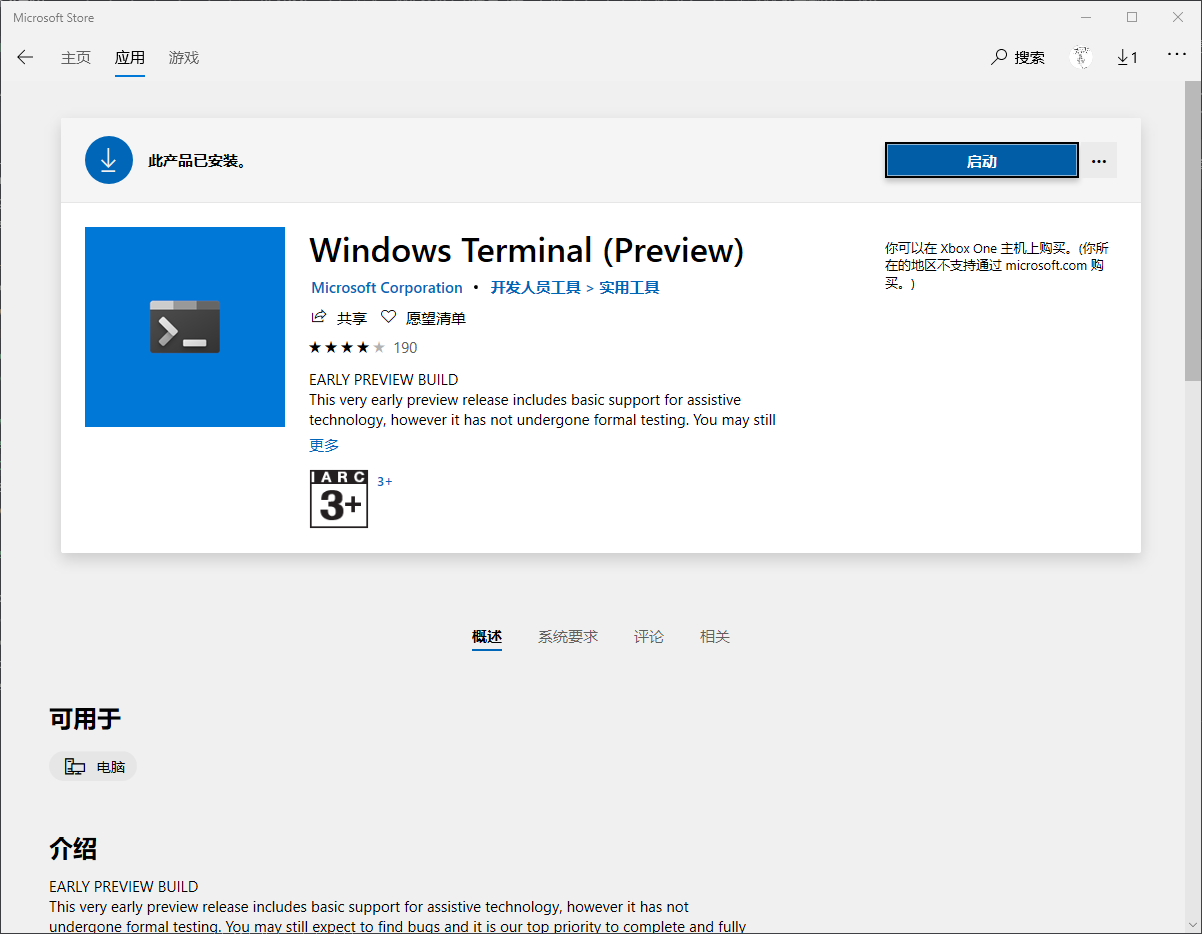 Microsoft Store
主页 应用 游戏 搜索 1
此产品已安装。 启动
Windows Terminal (Preview)
Microsoft Corporation • 开发人员工具 > 实用工具
共享 愿望清单
190
EARLY PREVIEW BUILD
This very early preview release includes basic support for assistive
technology, however it has not undergone formal testing. You may still
更多
IARC
3+
3+
你可以在 Xbox One 主机上购买。(你所
在的地区不支持通过 microsoft.com 购
买。)
概述 系统要求 评论 相关
可用于
电脑
介绍
EARLY PREVIEW BUILD
This very early preview release includes basic support for assistive technology, however it has not
undergone formal testing. You may still expect to find bugs and it is our top priority to complete and fully